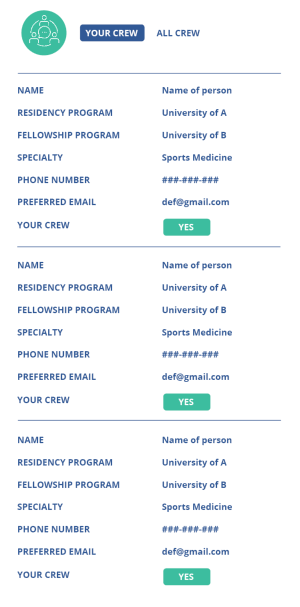 YOUR CREW ALL CREW
NAME Name of person
RESIDENCY PROGRAM University of A
FELLOWSHIP PROGRAM University of B
SPECIALTY Sports Medicine
PHONE NUMBER ###-###-###
PREFERRED EMAIL def@gmail.com
YOUR CREW YES
NAME Name of person
RESIDENCY PROGRAM University of A
FELLOWSHIP PROGRAM University of B
SPECIALTY Sports Medicine
PHONE NUMBER ###-###-###
PREFERRED EMAIL def@gmail.com
YOUR CREW YES
NAME Name of person
RESIDENCY PROGRAM University of A
FELLOWSHIP PROGRAM University of B
SPECIALTY Sports Medicine
PHONE NUMBER ###-###-###
PREFERRED EMAIL def@gmail.com
YOUR CREW YES